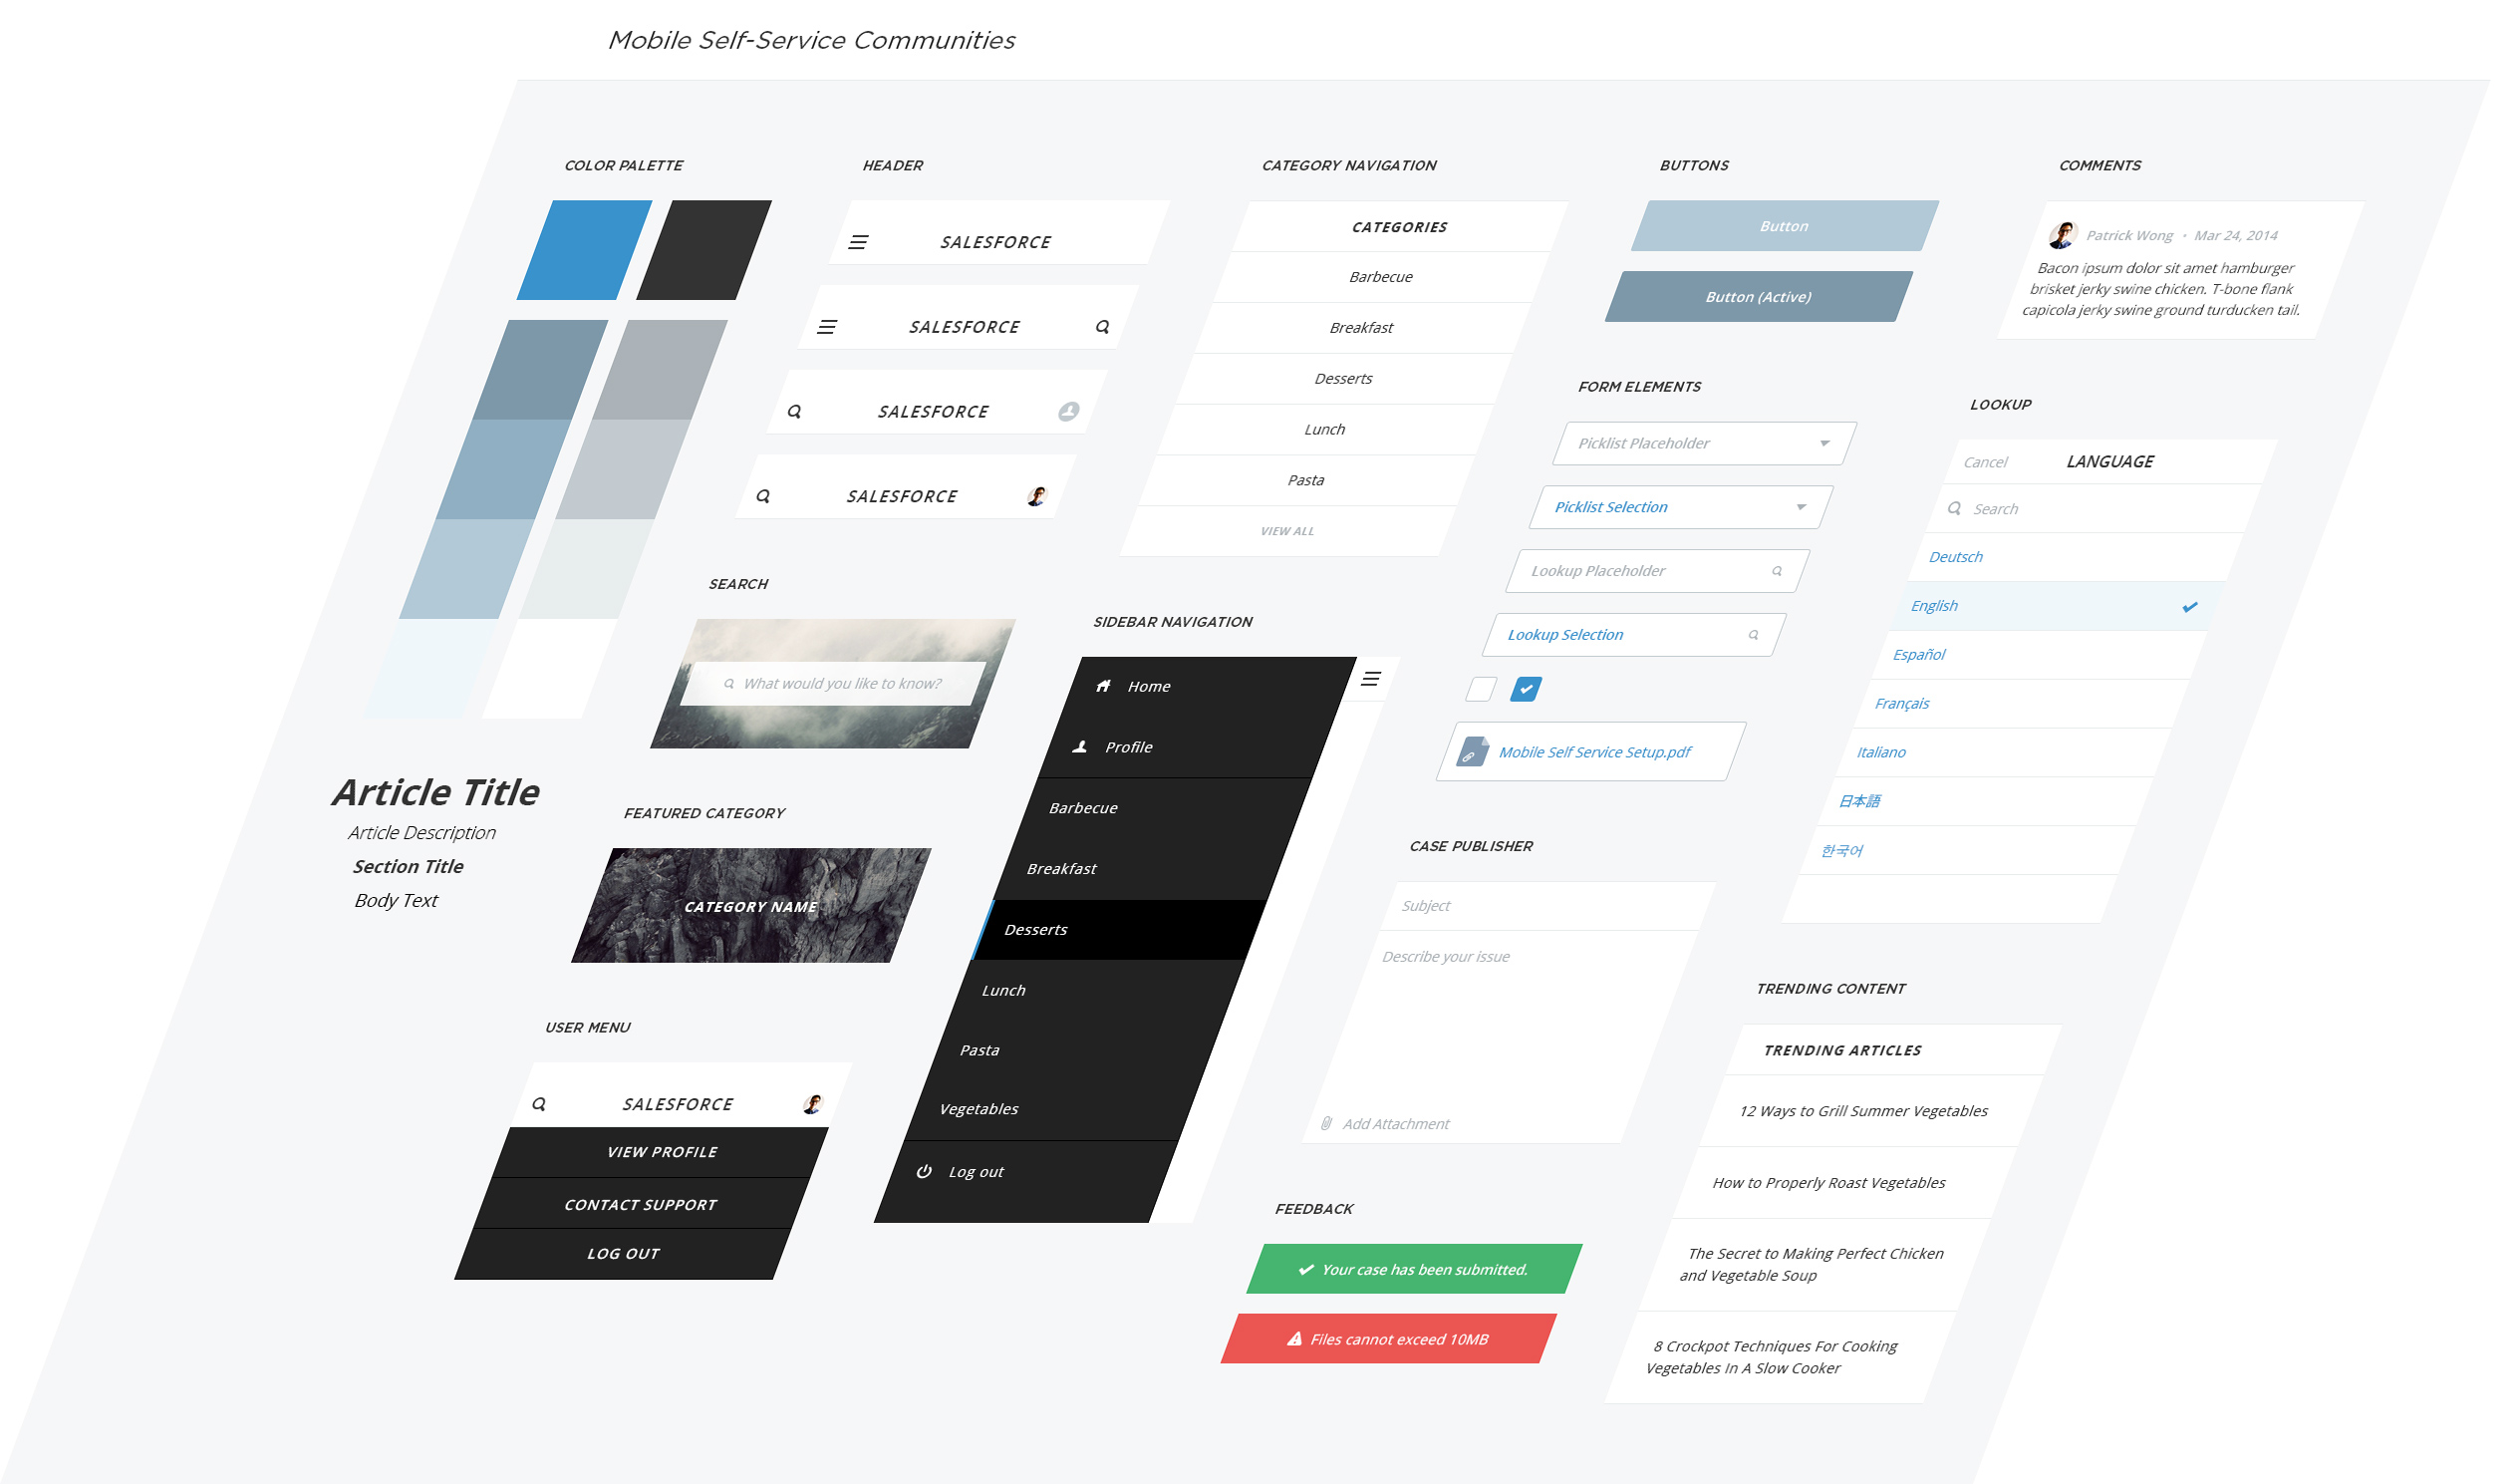 Mobile Self-Service Communities
COLOR PALETTE
Article Title
Article Description
Section Title
Body Text
HEADER
SALESFORCE
SALESFORCE
SALESFORCE
SALESFORCE
SEARCH
What would you like to know?
FEATURED CATEGORY
CATEGORY NAME
USER MENU
SALESFORCE
VIEW PROFILE
CONTACT SUPPORT
LOG OUT
CATEGORY NAVIGATION
CATEGORIES
Barbecue
Breakfast
Desserts
Lunch
Pasta
VIEW ALL
SIDEBAR NAVIGATION
Home
Profile
Barbecue
Breakfast
Desserts
Lunch
Pasta
Vegetables
Log out
BUTTONS
Button
Button (Active)
FORM ELEMENTS
Picklist Placeholder
Picklist Selection
Lookup Placeholder
Lookup Selection
Mobile Self Service Setup.pdf
CASE PUBLISHER
Subject
Describe your issue
Add Attachment
FEEDBACK
Your case has been submitted.
Files cannot exceed 10MB
COMMENTS
Patrick Wong • Mar 24, 2014
Bacon ipsum dolor sit amet hamburger
brisket jerky swine chicken. T-bone flank
capicola jerky swine ground turducken tail.
LOOKUP
Cancel LANGUAGE
Search
Deutsch
English
Español
Français
Italiano
日本語
한국어
TRENDING CONTENT
TRENDING ARTICLES
12 Ways to Grill Summer Vegetables
How to Properly Roast Vegetables
The Secret to Making Perfect Chicken
and Vegetable Soup
8 Crockpot Techniques For Cooking
Vegetables In A Slow Cooker